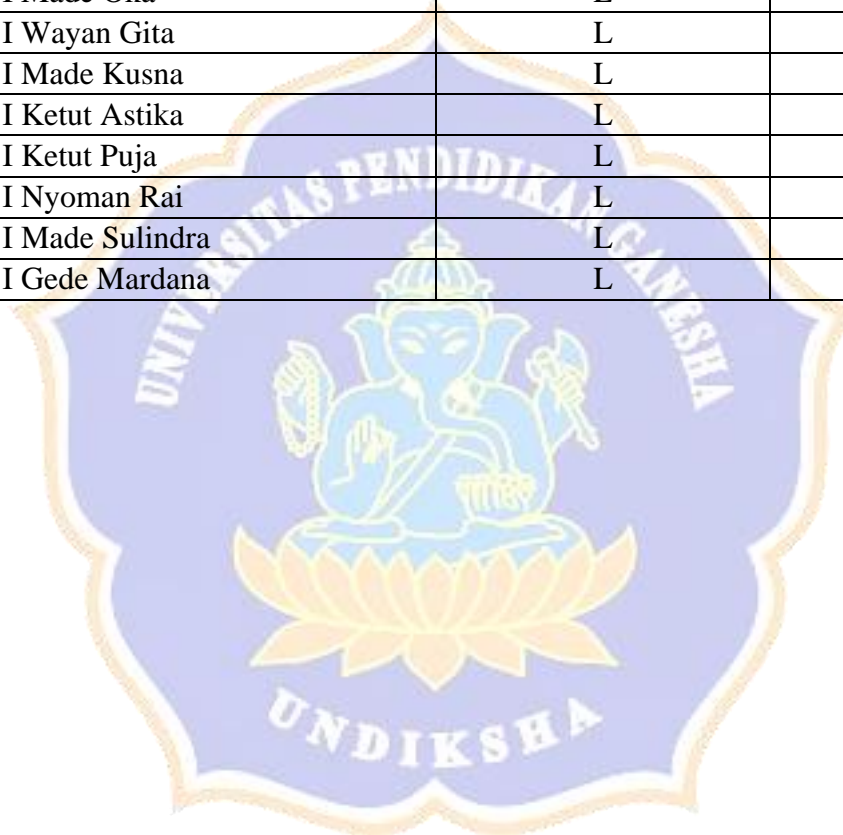 I Wayan Gita L
I Made Kusna L
I Ketut Astika L
I Ketut Puja L
I Nyoman Rai L
I Made Sulindra L
I Gede Mardana L
UNIVERSITAS PENDIDIKAN GANESHA
UNDIKSHA